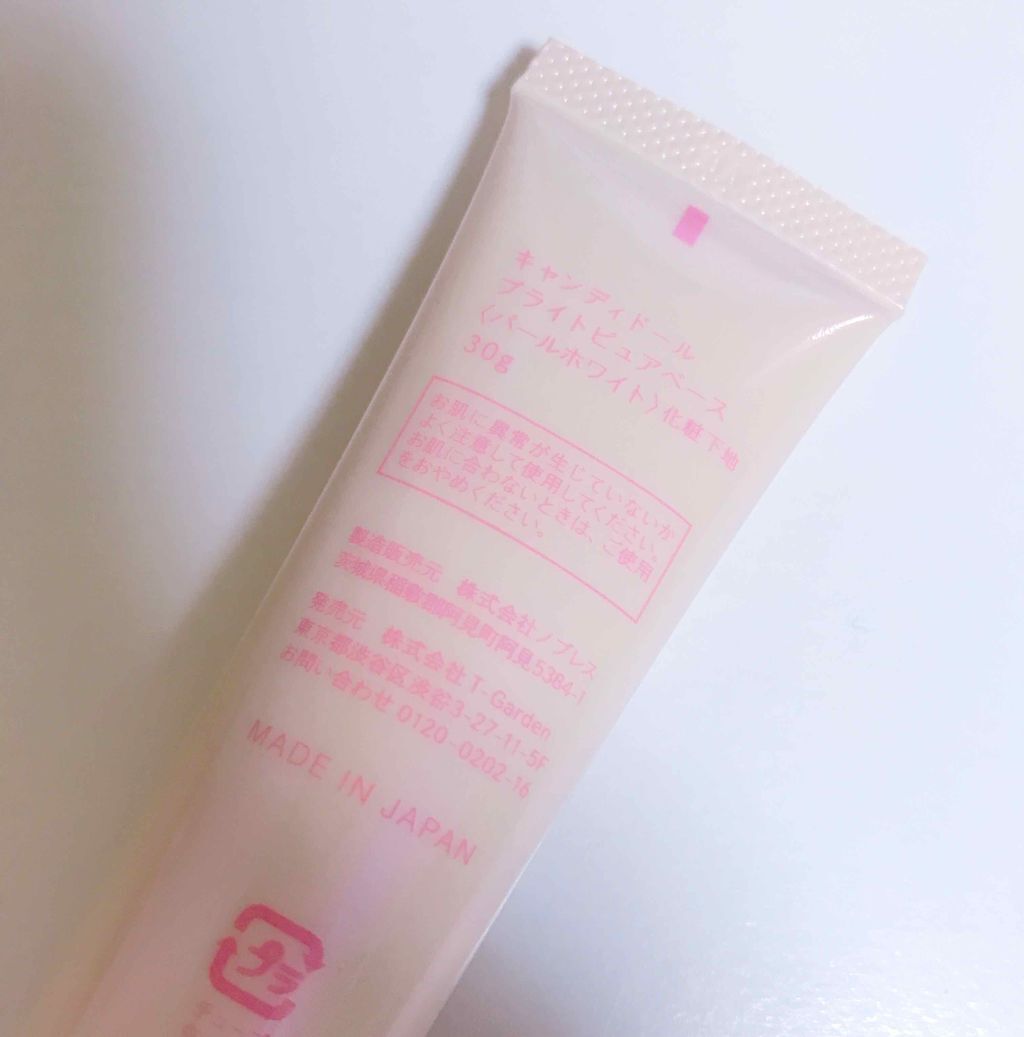 キャンディドール
ブライトピュアベース
〈パールホワイト〉化粧下地
30g
お肌に異常が生じていないか
よく注意して使用してください。
お肌に合わないときは、ご使用
をおやめください。
製造販売元 株式会社ノブレス
茨城県稲敷郡阿見町阿見5384-1
発売元 株式会社T-Garden
東京都渋谷区渋谷3-27-11-5F
お問い合わせ 0120-0202-16
MADE IN JAPAN
プラ